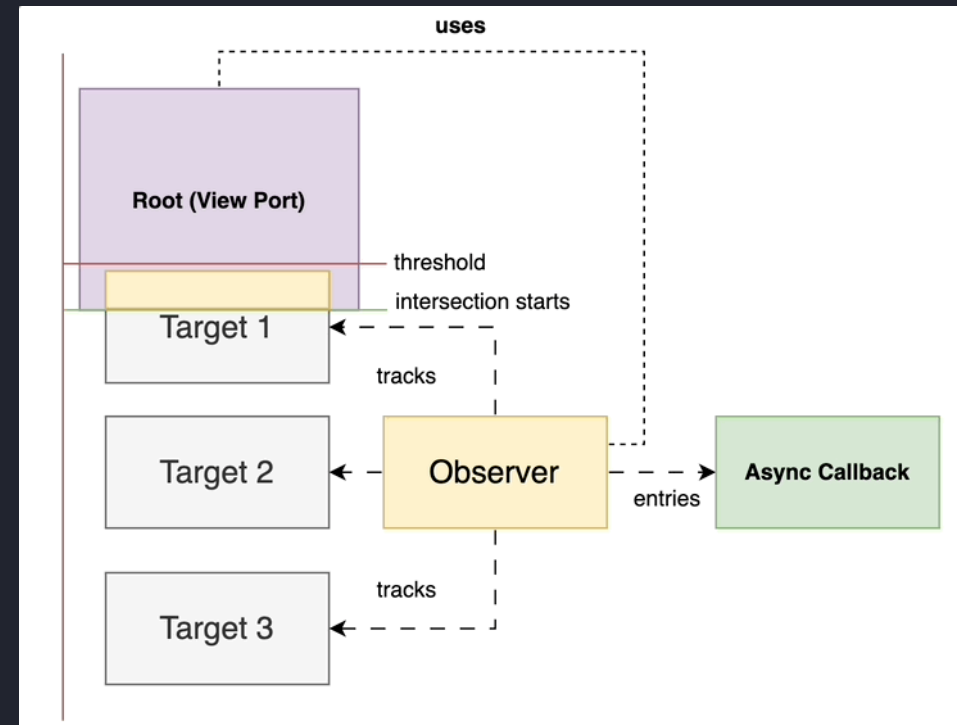 uses
Root (View Port)
threshold
intersection starts
Target 1
tracks
Target 2
Observer
Async Callback
entries
tracks
Target 3